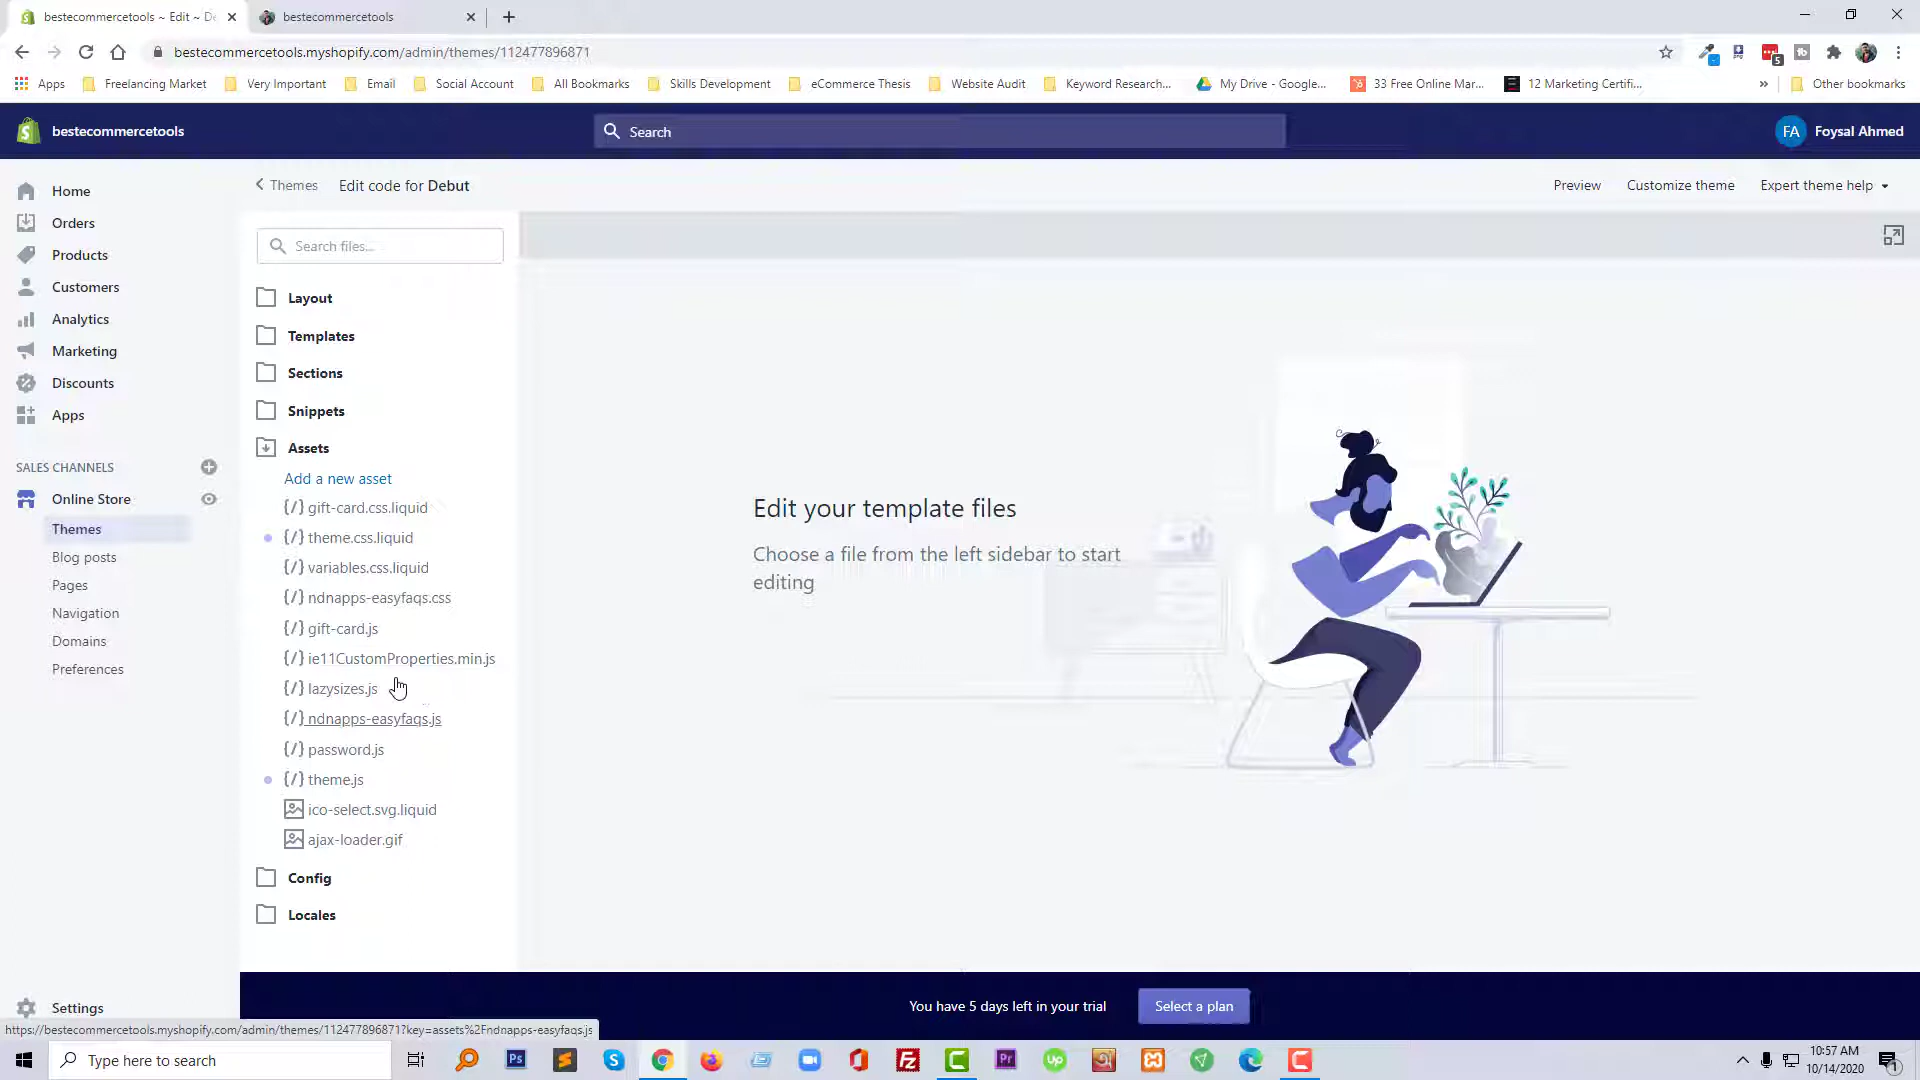 bestecommercetools ~ Edit ~ De
bestecommercetools
bestecommercetools.myshopify.com/admin/themes/112477896871
5
Apps
Freelancing Market
Very Important
Email
Social Account
All Bookmarks
Skills Development
eCommerce Thesis
Website Audit
Keyword Research...
My Drive - Google...
33 Free Online Mar...
12 Marketing Certifi...
»
Other bookmarks
bestecommercetools
Search
FA
Foysal Ahmed
Home
Orders
Products
Customers
Analytics
Marketing
Discounts
Apps
SALES CHANNELS
Online Store
Themes
Blog posts
Pages
Navigation
Domains
Preferences
Settings
Themes
Edit code for Debut
Preview
Customize theme
Expert theme help
Search files...
Layout
Templates
Sections
Snippets
Assets
Add a new asset
{/} gift-card.css.liquid
{/} theme.css.liquid
{/} variables.css.liquid
{/} ndnapps-easyfaqs.css
{/} gift-card.js
{/} ie11CustomProperties.min.js
{/} lazysizes.js
{/} ndnapps-easyfaqs.js
{/} password.js
{/} theme.js
ico-select.svg.liquid
ajax-loader.gif
Config
Locales
Edit your template files
Choose a file from the left sidebar to start
editing
You have 5 days left in your trial
Select a plan
https://bestecommercetools.myshopify.com/admin/themes/112477896871?key=assets%2Fndnapps-easyfaqs.js
Type here to search
Ps
Pr
up
10:57 AM
10/14/2020
1